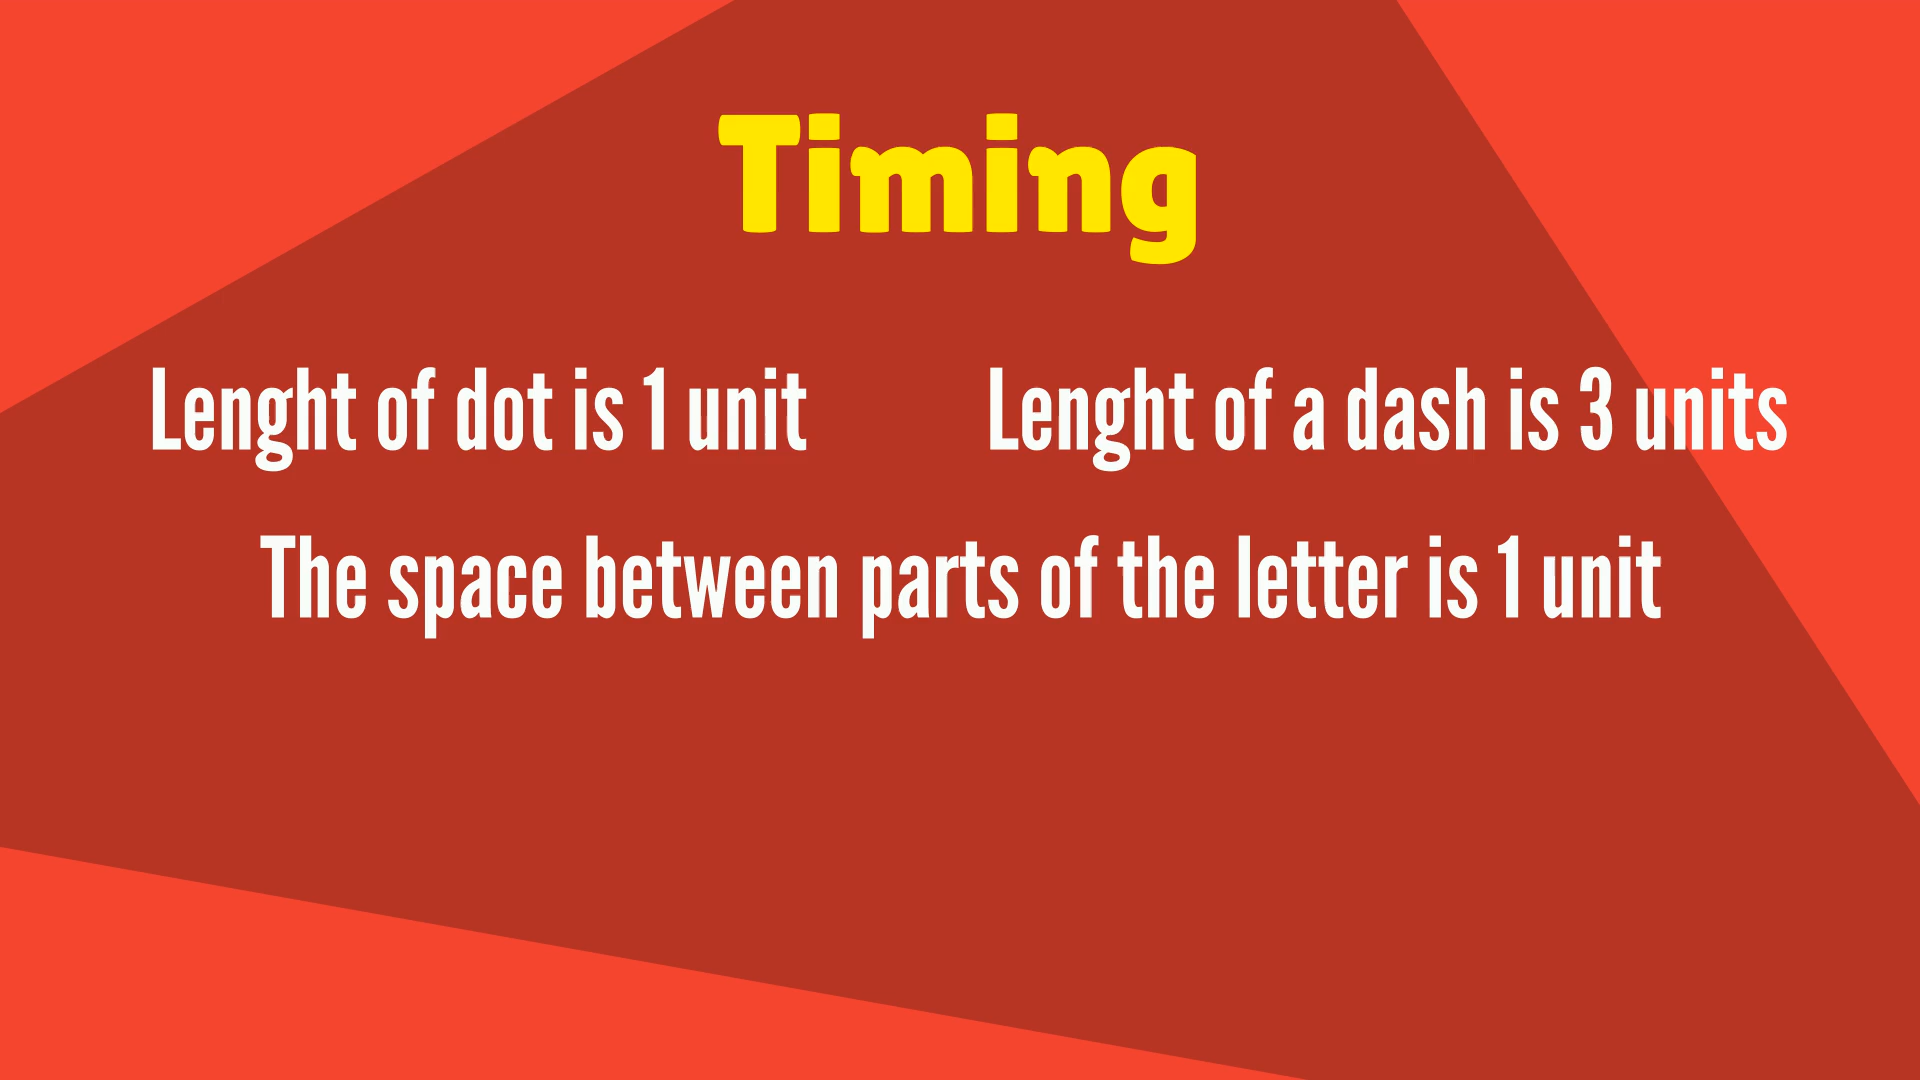 Timing
Lenght of dot is 1 unit
Lenght of a dash is 3 units
The space between parts of the letter is 1 unit